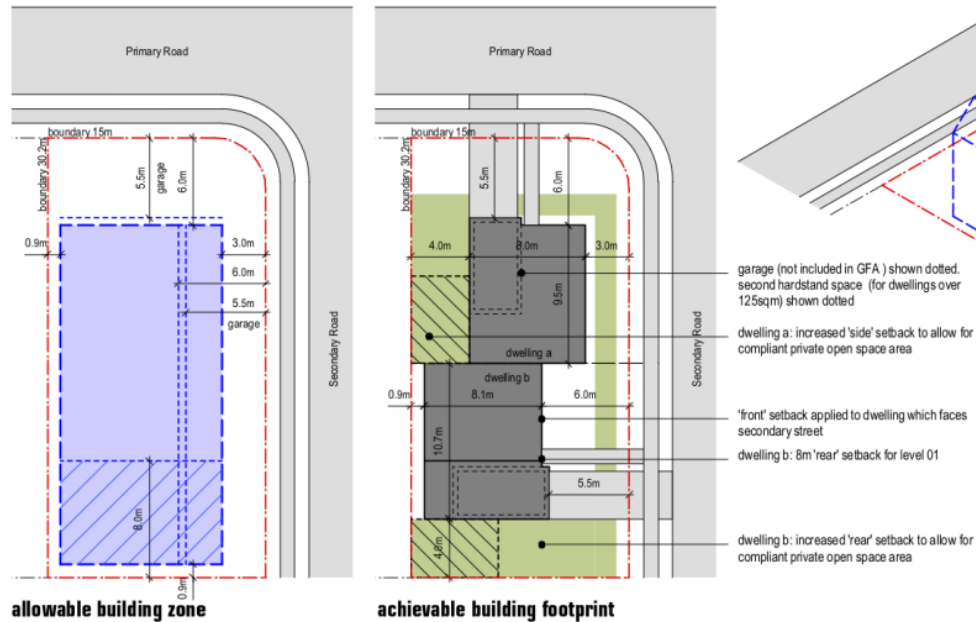 Primary Road
boundary 15m
boundary 30.2m
5.5m
garage
6.0m
0.9m
3.0m
6.0m
5.5m
garage
Secondary Road
8.0m
0.9m
allowable building zone
Primary Road
boundary 15m
boundary 30.2m
5.5m
6.0m
4.0m
8.0m
3.0m
9.5m
dwelling a
dwelling b
0.9m
8.1m
6.0m
10.7m
5.5m
4.0m
Secondary Road
achievable building footprint
garage (not included in GFA ) shown dotted.
second hardstand space (for dwellings over
125sqm) shown dotted
dwelling a: increased 'side' setback to allow for
compliant private open space area
'front' setback applied to dwelling which faces
secondary street
dwelling b: 8m 'rear' setback for level 01
dwelling b: increased 'rear' setback to allow for
compliant private open space area